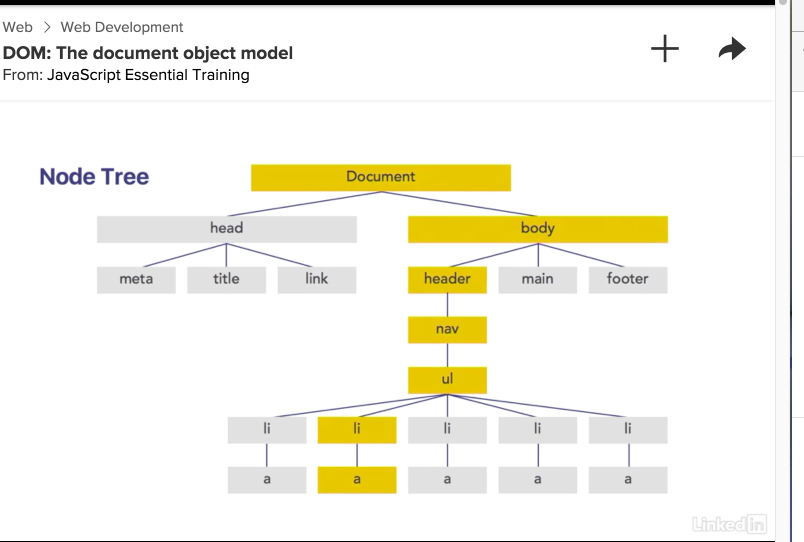 Web > Web Development
DOM: The document object model
From: JavaScript Essential Training
Node Tree
Document
head body
meta title link header main footer
nav
ul
li li li li li
a a a a a
Linked in